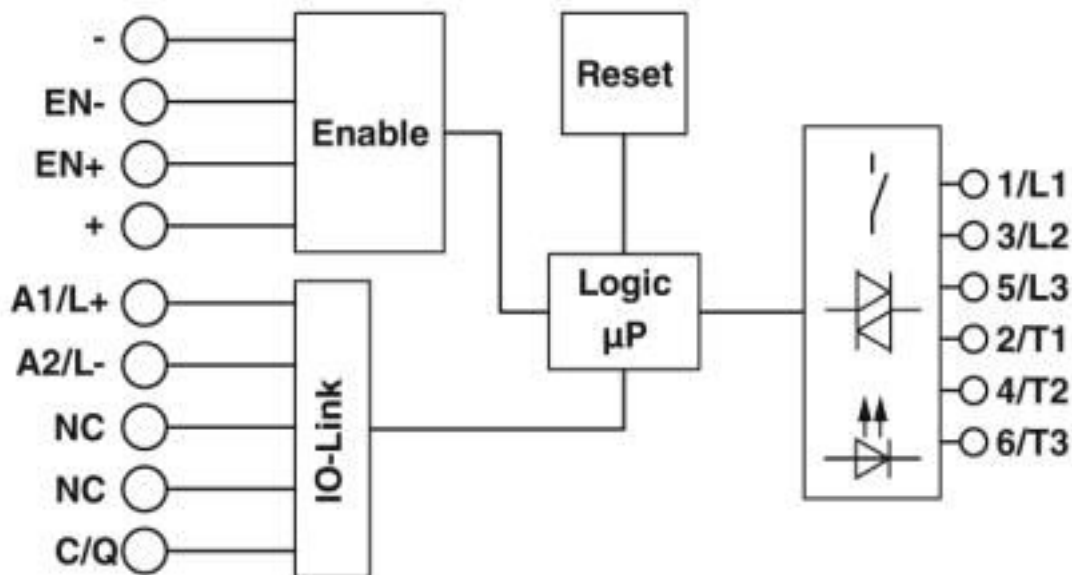 -
EN-
EN+
+
Enable
Reset
A1/L+
A2/L-
NC
NC
C/Q
IO-Link
Logic
µP
1/L1
3/L2
5/L3
2/T1
4/T2
6/T3